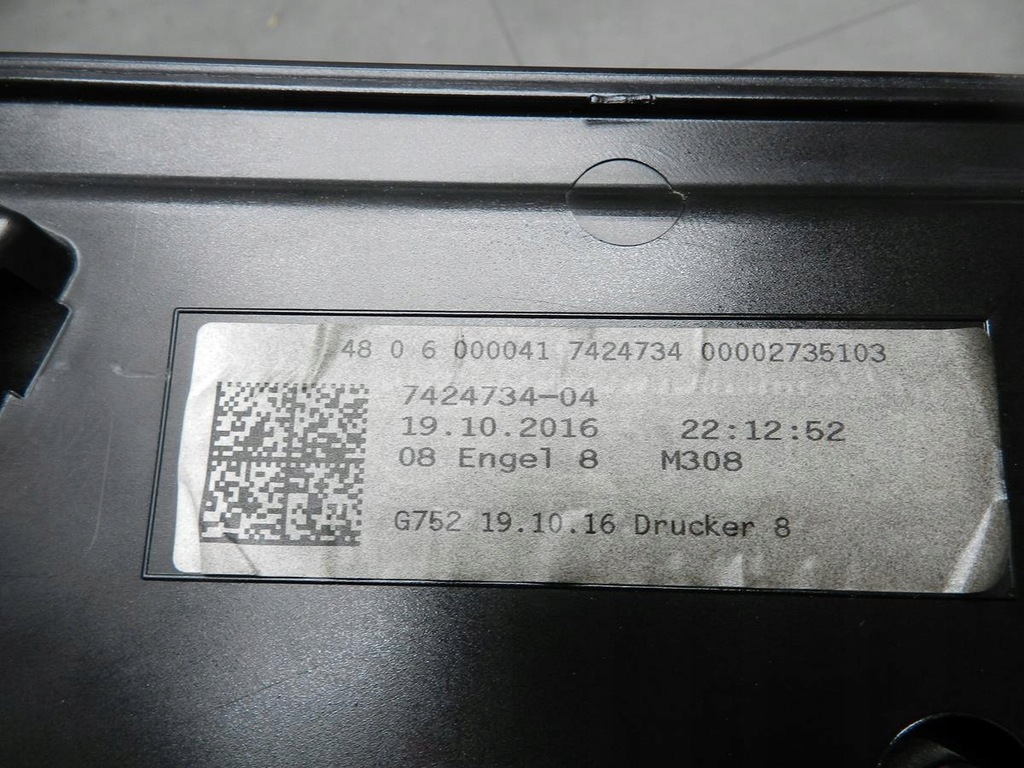 48 0 6 000041 7424734 00002735103
7424734-04
19.10.2016 22:12:52
08 Engel 8 M308
G752 19.10.16 Drucker 8